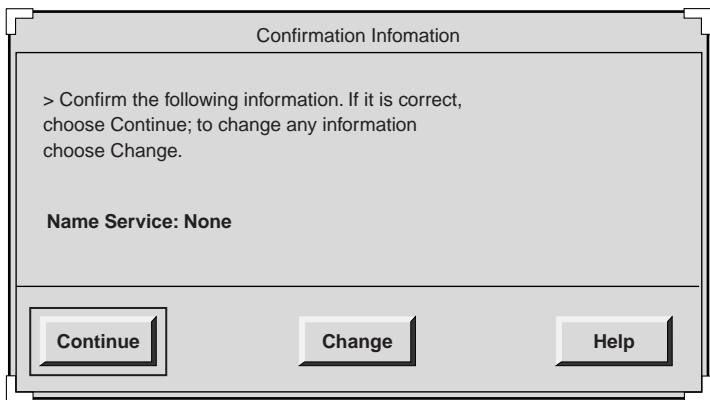 Confirmation Infomation
> Confirm the following information. If it is correct,
choose Continue; to change any information
choose Change.
Name Service: None
Continue
Change
Help